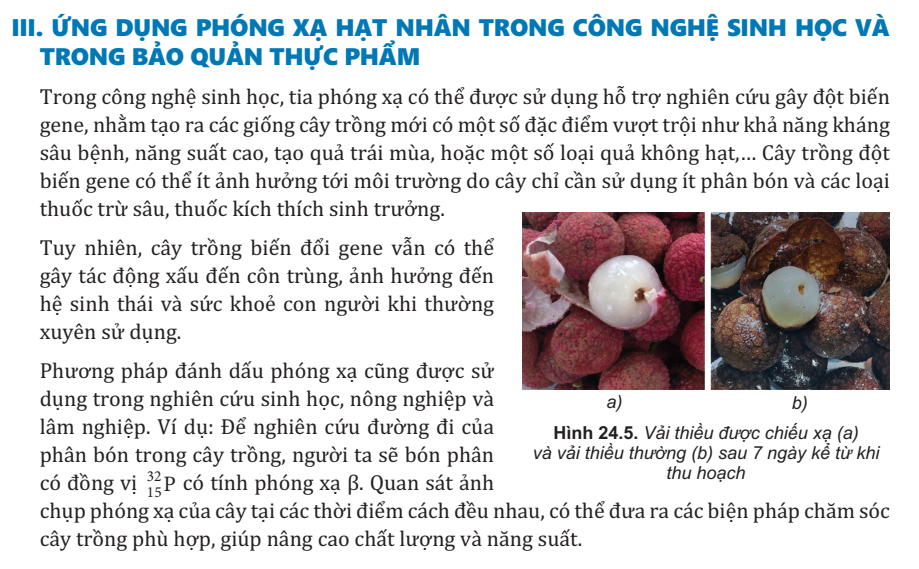 III. ỨNG DỤNG PHÓNG XẠ HẠT NHÂN TRONG CÔNG NGHỆ SINH HỌC VÀ
TRONG BẢO QUẢN THỰC PHẨM
Trong công nghệ sinh học, tia phóng xạ có thể được sử dụng hỗ trợ nghiên cứu gây đột biến
gene, nhằm tạo ra các giống cây trồng mới có một số đặc điểm vượt trội như khả năng kháng
sâu bệnh, năng suất cao, tạo quả trái mùa, hoặc một số loại quả không hạt,... Cây trồng đột
biến gene có thể ít ảnh hưởng tới môi trường do cây chỉ cần sử dụng ít phân bón và các loại
thuốc trừ sâu, thuốc kích thích sinh trưởng.
Tuy nhiên, cây trồng biến đổi gene vẫn có thể
gây tác động xấu đến côn trùng, ảnh hưởng đến
hệ sinh thái và sức khoẻ con người khi thường
xuyên sử dụng.
Phương pháp đánh dấu phóng xạ cũng được sử
dụng trong nghiên cứu sinh học, nông nghiệp và
lâm nghiệp. Ví dụ: Để nghiên cứu đường đi của
phân bón trong cây trồng, người ta sẽ bón phân
có đồng vị ³²₁₅P có tính phóng xạ β. Quan sát ảnh
chụp phóng xạ của cây tại các thời điểm cách đều nhau, có thể đưa ra các biện pháp chăm sóc
cây trồng phù hợp, giúp nâng cao chất lượng và năng suất.
a)
b)
Hình 24.5. Vải thiều được chiếu xạ (a)
và vải thiều thường (b) sau 7 ngày kể từ khi
thu hoạch